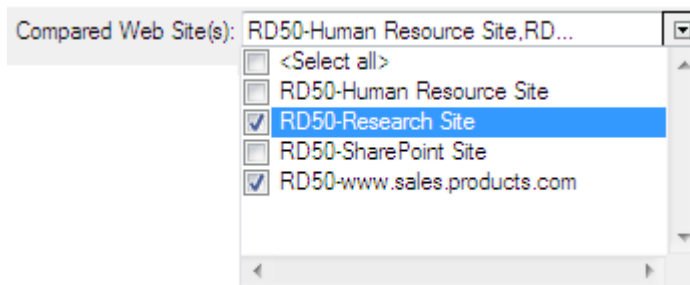 Compared Web Site(s): RD50-Human Resource Site,RD...
<Select all>
RD50-Human Resource Site
RD50-Research Site
RD50-SharePoint Site
RD50-www.sales.products.com